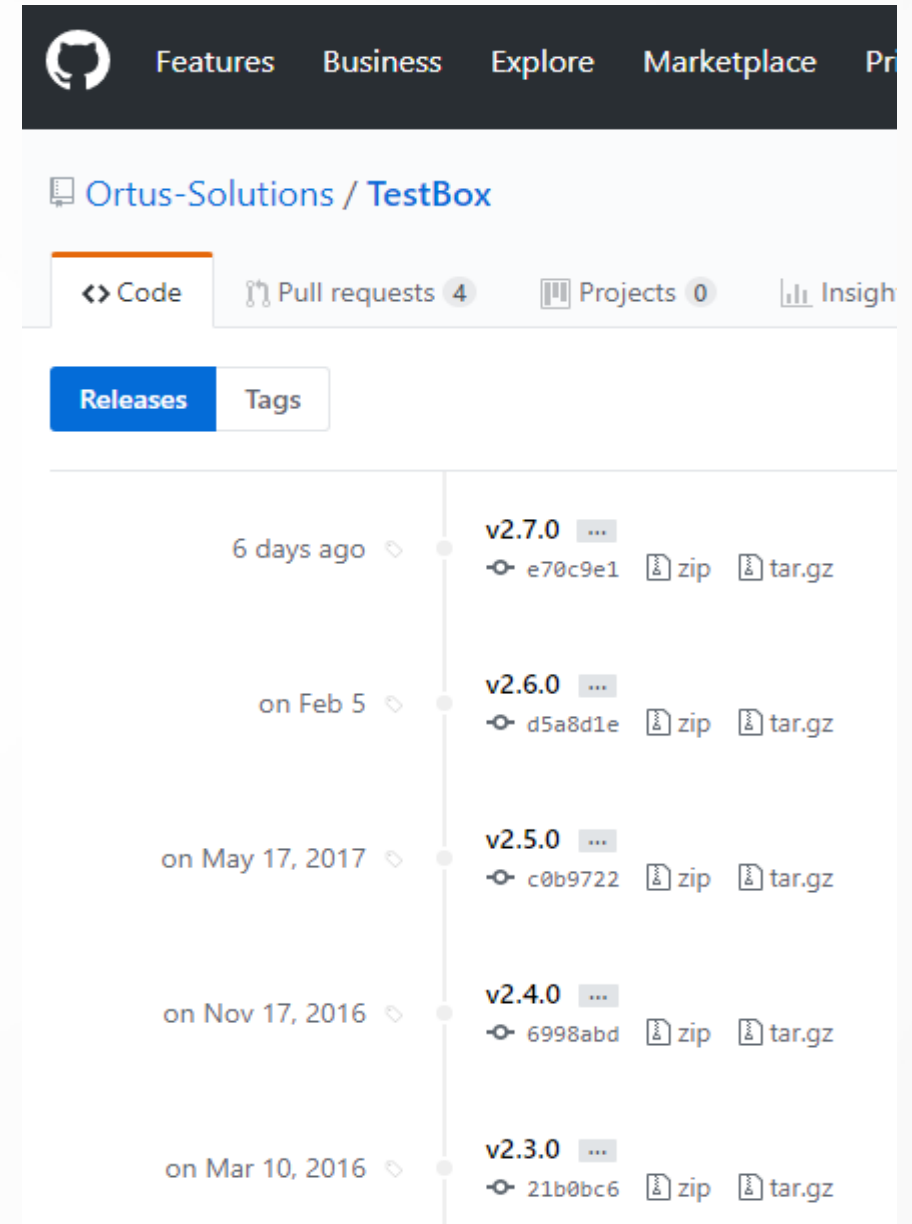 Features Business Explore Marketplace Pri
Ortus-Solutions / TestBox
Code Pull requests 4 Projects 0 Insigh
Releases Tags
6 days ago v2.7.0 ...
e70c9e1 zip tar.gz
on Feb 5 v2.6.0 ...
d5a8d1e zip tar.gz
on May 17, 2017 v2.5.0 ...
c0b9722 zip tar.gz
on Nov 17, 2016 v2.4.0 ...
6998abd zip tar.gz
on Mar 10, 2016 v2.3.0 ...
21b0bc6 zip tar.gz